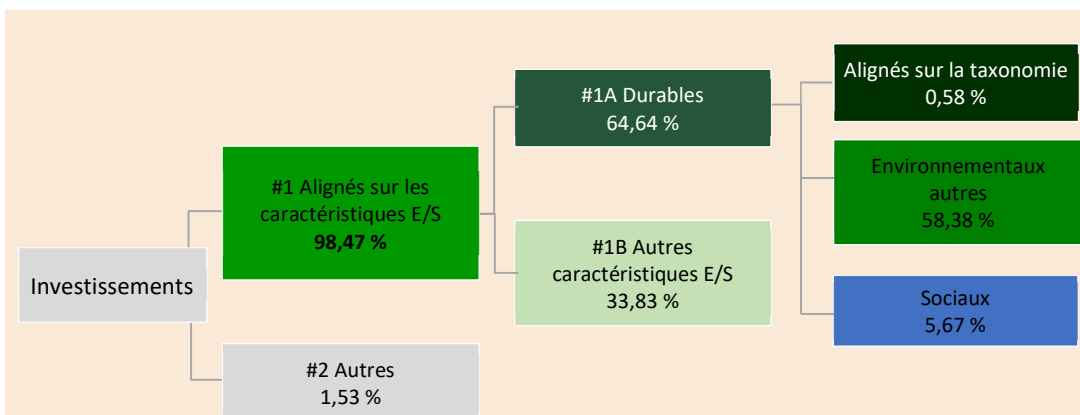 Investissements
#1 Alignés sur les
caractéristiques E/S
98,47 %
#2 Autres
1,53 %
#1A Durables
64,64 %
#1B Autres
caractéristiques E/S
33,83 %
Alignés sur la taxonomie
0,58 %
Environnementaux
autres
58,38 %
Sociaux
5,67 %